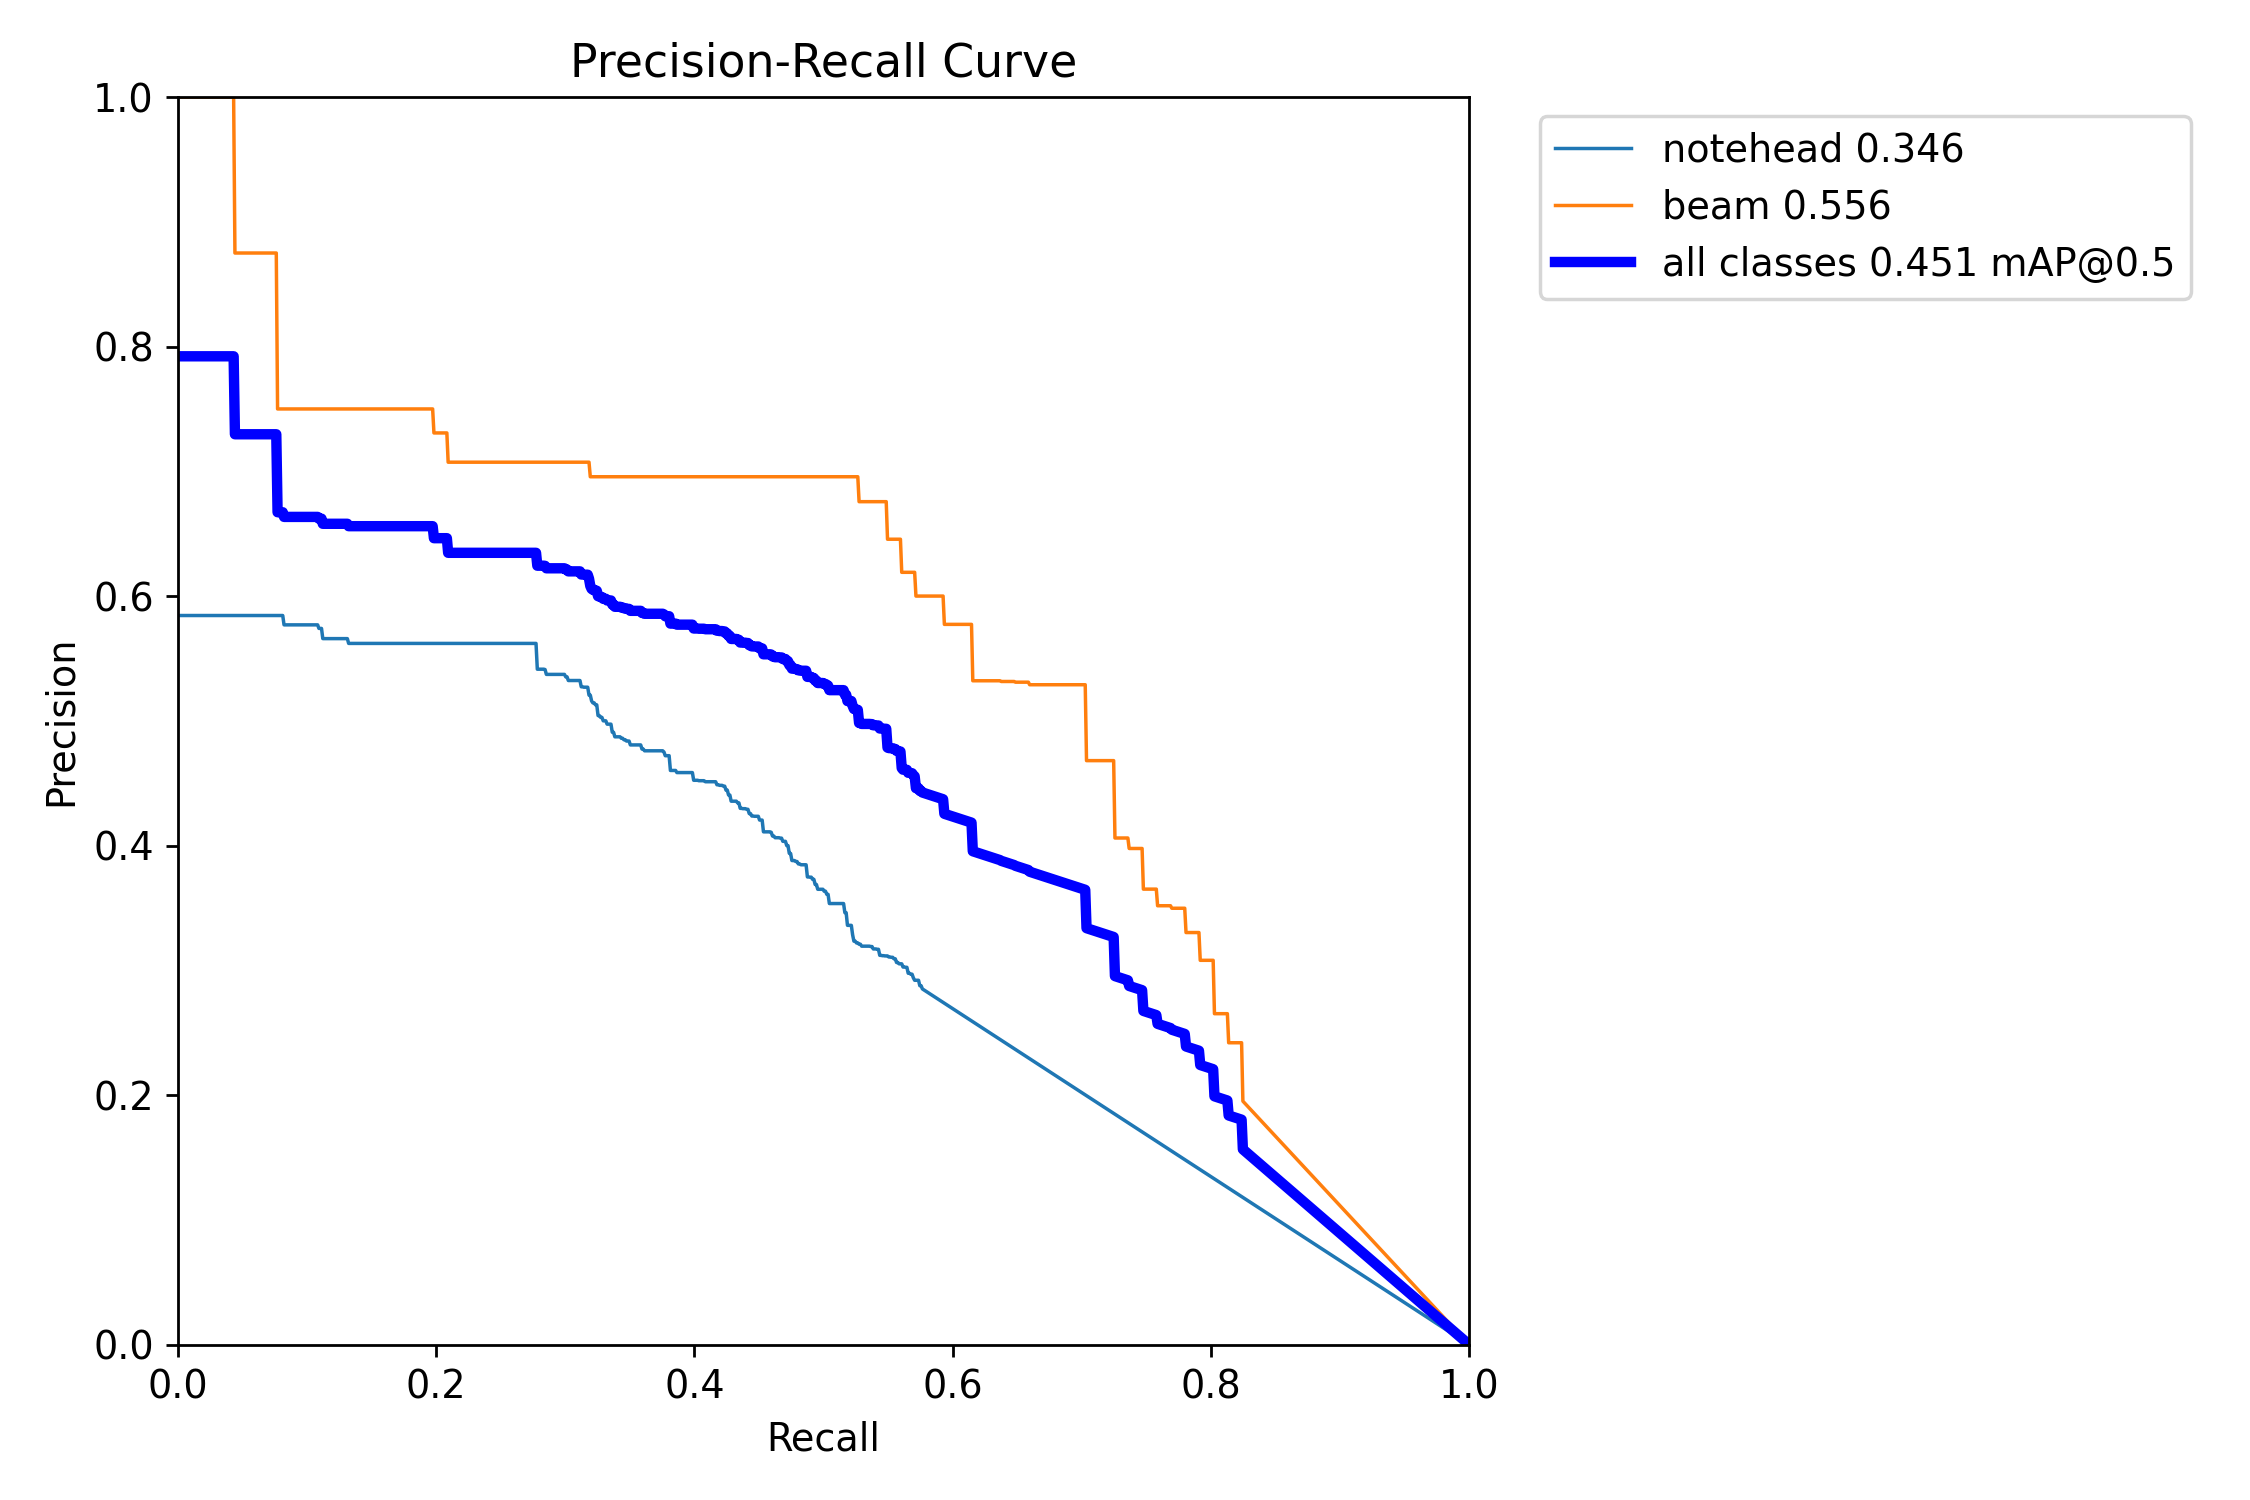 Precision-Recall Curve
notehead 0.346
beam 0.556
all classes 0.451 mAP@0.5
Precision
1.0
0.8
0.6
0.4
0.2
0.0
0.0 0.2 0.4 0.6 0.8 1.0
Recall